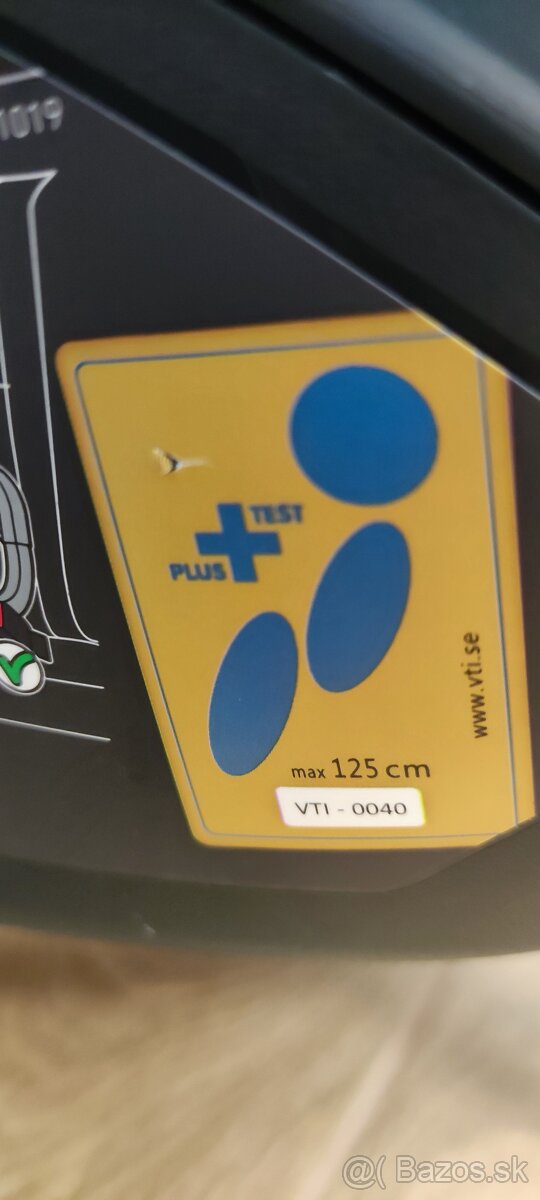 1019
TEST
PLUS
www.vti.se
max 125 cm
VTI - 0040
@( Bazos.sk